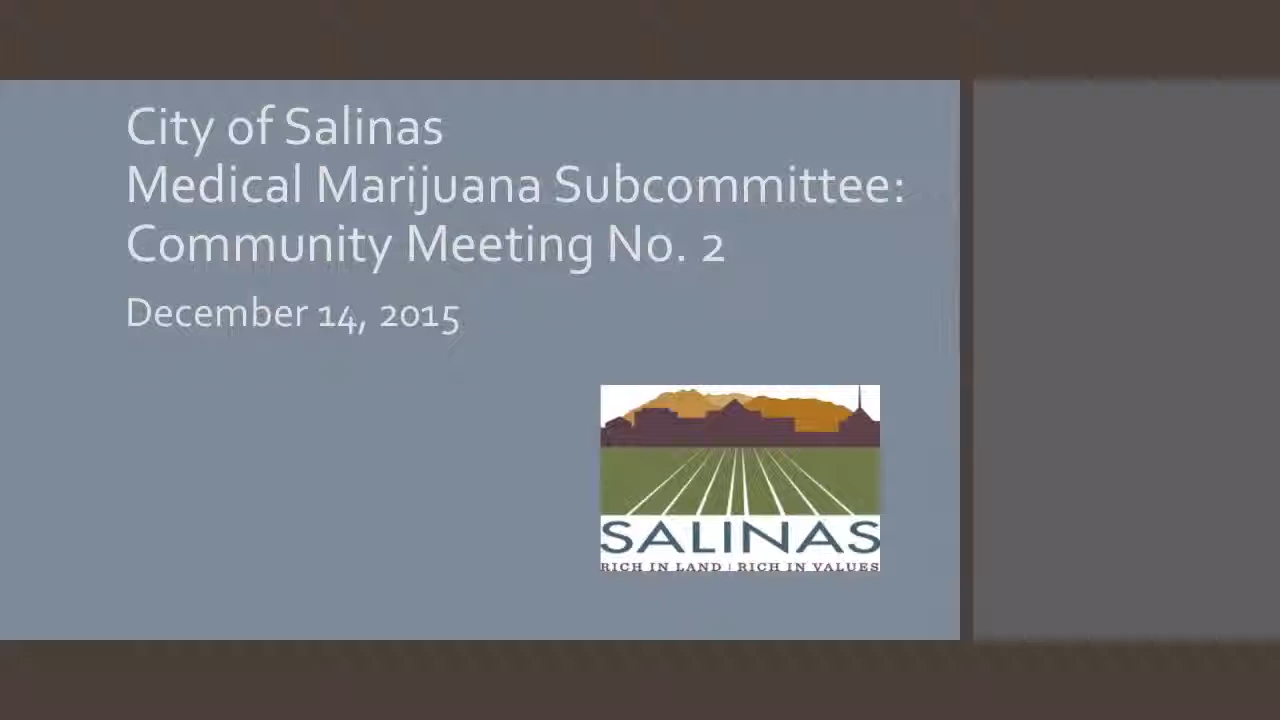 City of Salinas
Medical Marijuana Subcommittee:
Community Meeting No. 2
December 14, 2015
SALINAS
RICH IN LAND | RICH IN VALUES